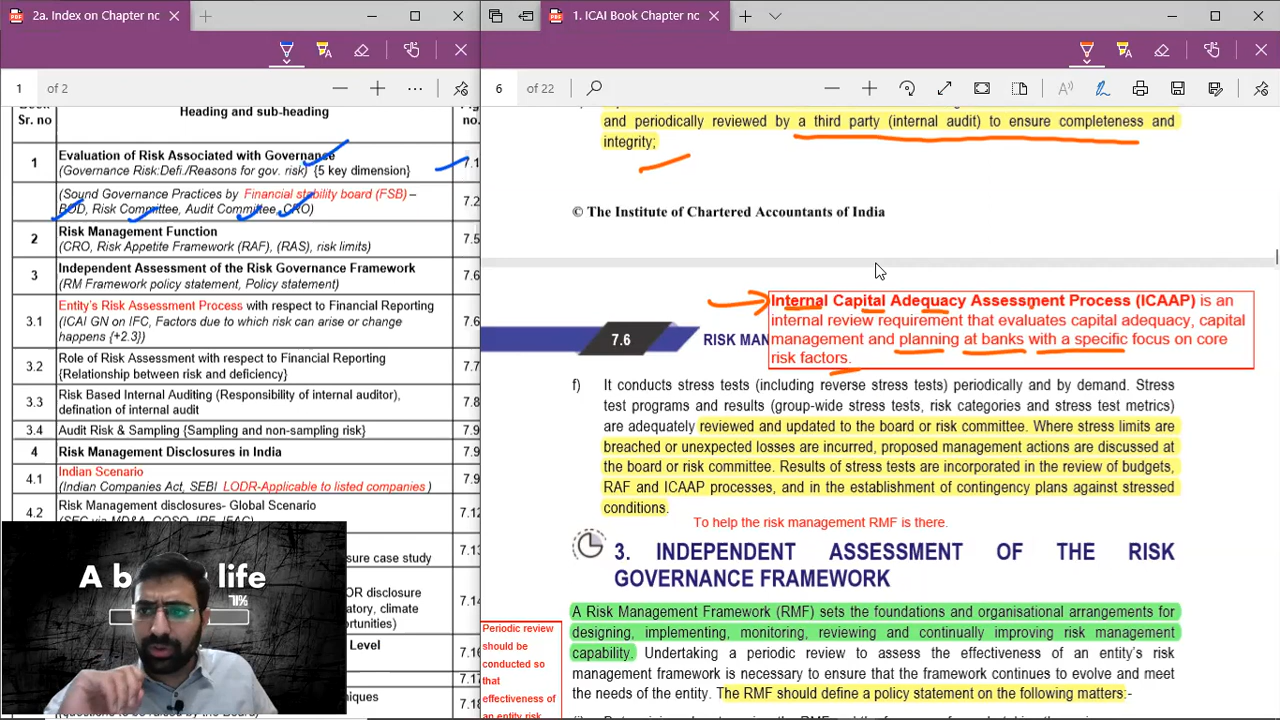 2a. Index on Chapter no
1. ICAI Book Chapter no
1 of 2
6 of 22
Sr. no
Heading and sub-heading
no.
1 Evaluation of Risk Associated with Governance
(Governance Risk:Defi./Reasons for gov. risk) {5 key dimension} 7.1
(Sound Governance Practices by Financial stability board (FSB) –
BOD, Risk Committee, Audit Committee, CRO) 7.2
2 Risk Management Function
(CRO, Risk Appetite Framework (RAF), (RAS), risk limits) 7.5
3 Independent Assessment of the Risk Governance Framework
(RM Framework policy statement, Policy statement) 7.6
3.1 Entity's Risk Assessment Process with respect to Financial Reporting
(ICAI GN on IFC, Factors due to which risk can arise or change 7.6
happens {+2.3})
3.2 Role of Risk Assessment with respect to Financial Reporting
{Relationship between risk and deficiency} 7.7
3.3 Risk Based Internal Auditing (Responsibility of internal auditor),
defination of internal audit 7.8
3.4 Audit Risk & Sampling {Sampling and non-sampling risk) 7.9
4 Risk Management Disclosures in India 7.9
4.1 Indian Scenario
(Indian Companies Act, SEBI LODR-Applicable to listed companies) 7.9
4.2 Risk Management disclosures- Global Scenario
7.12
7.13
sure case study
OR disclosure
atory, climate 7.14
ortunities)
Level
7.16
7.1
niques
A b life
71%
and periodically reviewed by a third party (internal audit) to ensure completeness and
integrity;
© The Institute of Chartered Accountants of India
Internal Capital Adequacy Assessment Process (ICAAP) is an
internal review requirement that evaluates capital adequacy, capital
management and planning at banks with a specific focus on core
risk factors.
7.6 RISK MAN
f) It conducts stress tests (including reverse stress tests) periodically and by demand. Stress
test programs and results (group-wide stress tests, risk categories and stress test metrics)
are adequately reviewed and updated to the board or risk committee. Where stress limits are
breached or unexpected losses are incurred, proposed management actions are discussed at
the board or risk committee. Results of stress tests are incorporated in the review of budgets,
RAF and ICAAP processes, and in the establishment of contingency plans against stressed
conditions.
To help the risk management RMF is there.
3. INDEPENDENT ASSESSMENT OF THE RISK
GOVERNANCE FRAMEWORK
A Risk Management Framework (RMF) sets the foundations and organisational arrangements for
designing, implementing, monitoring, reviewing and continually improving risk management
capability. Undertaking a periodic review to assess the effectiveness of an entity's risk
management framework is necessary to ensure that the framework continues to evolve and meet
the needs of the entity. The RMF should define a policy statement on the following matters:-
Periodic review
should be
conducted so
that
effectiveness of
an entity risk